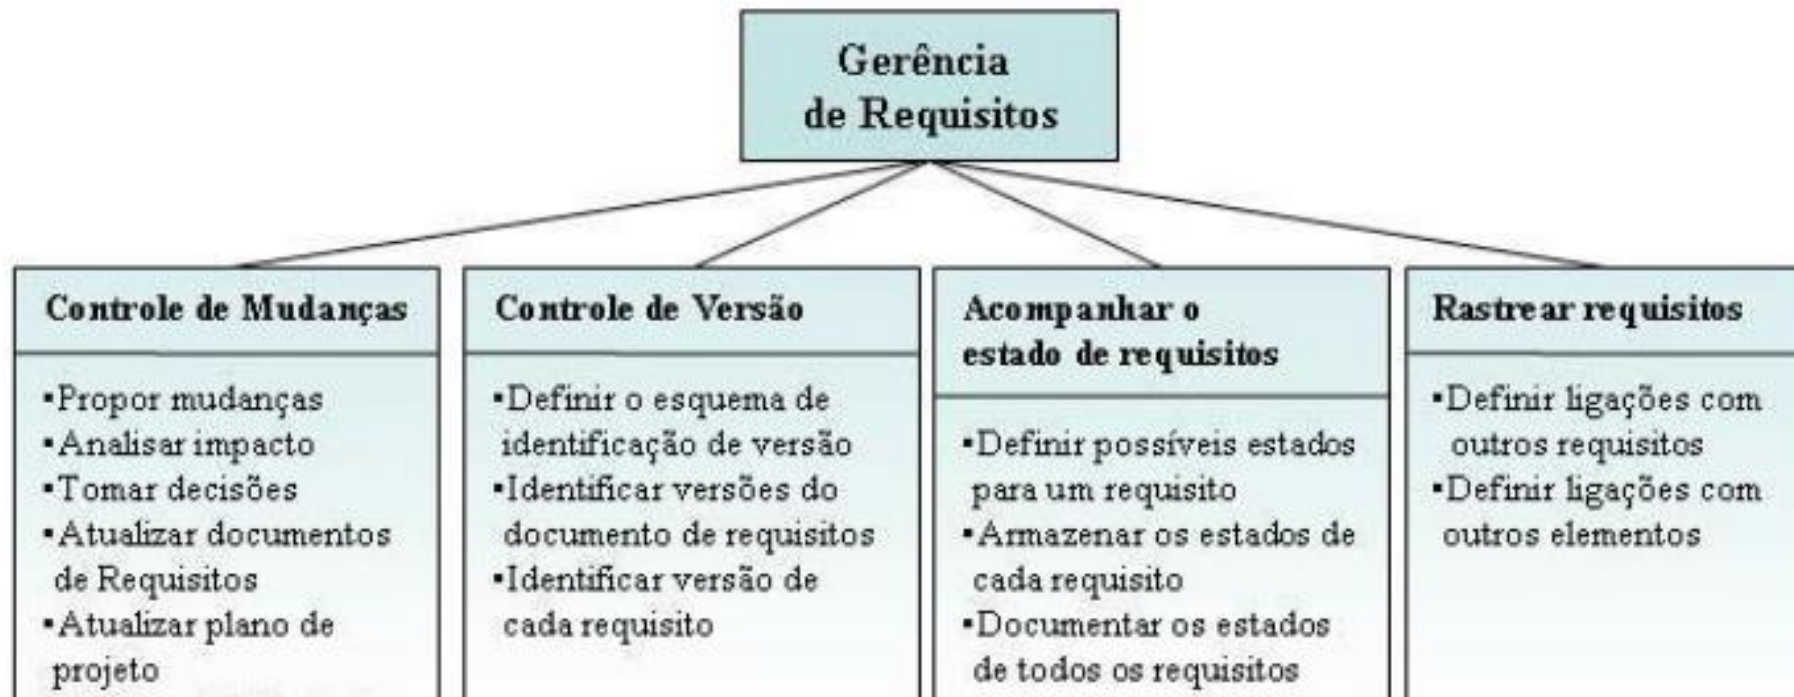 Gerência
de Requisitos
Controle de Mudanças
▪Propor mudanças
▪Analisar impacto
▪Tomar decisões
▪Atualizar documentos
de Requisitos
▪Atualizar plano de
projeto
Controle de Versão
▪Definir o esquema de
identificação de versão
▪Identificar versões do
documento de requisitos
▪Identificar versão de
cada requisito
Acompanhar o
estado de requisitos
▪Definir possíveis estados
para um requisito
▪Armazenar os estados de
cada requisito
▪Documentar os estados
de todos os requisitos
Rastrear requisitos
▪Definir ligações com
outros requisitos
▪Definir ligações com
outros elementos